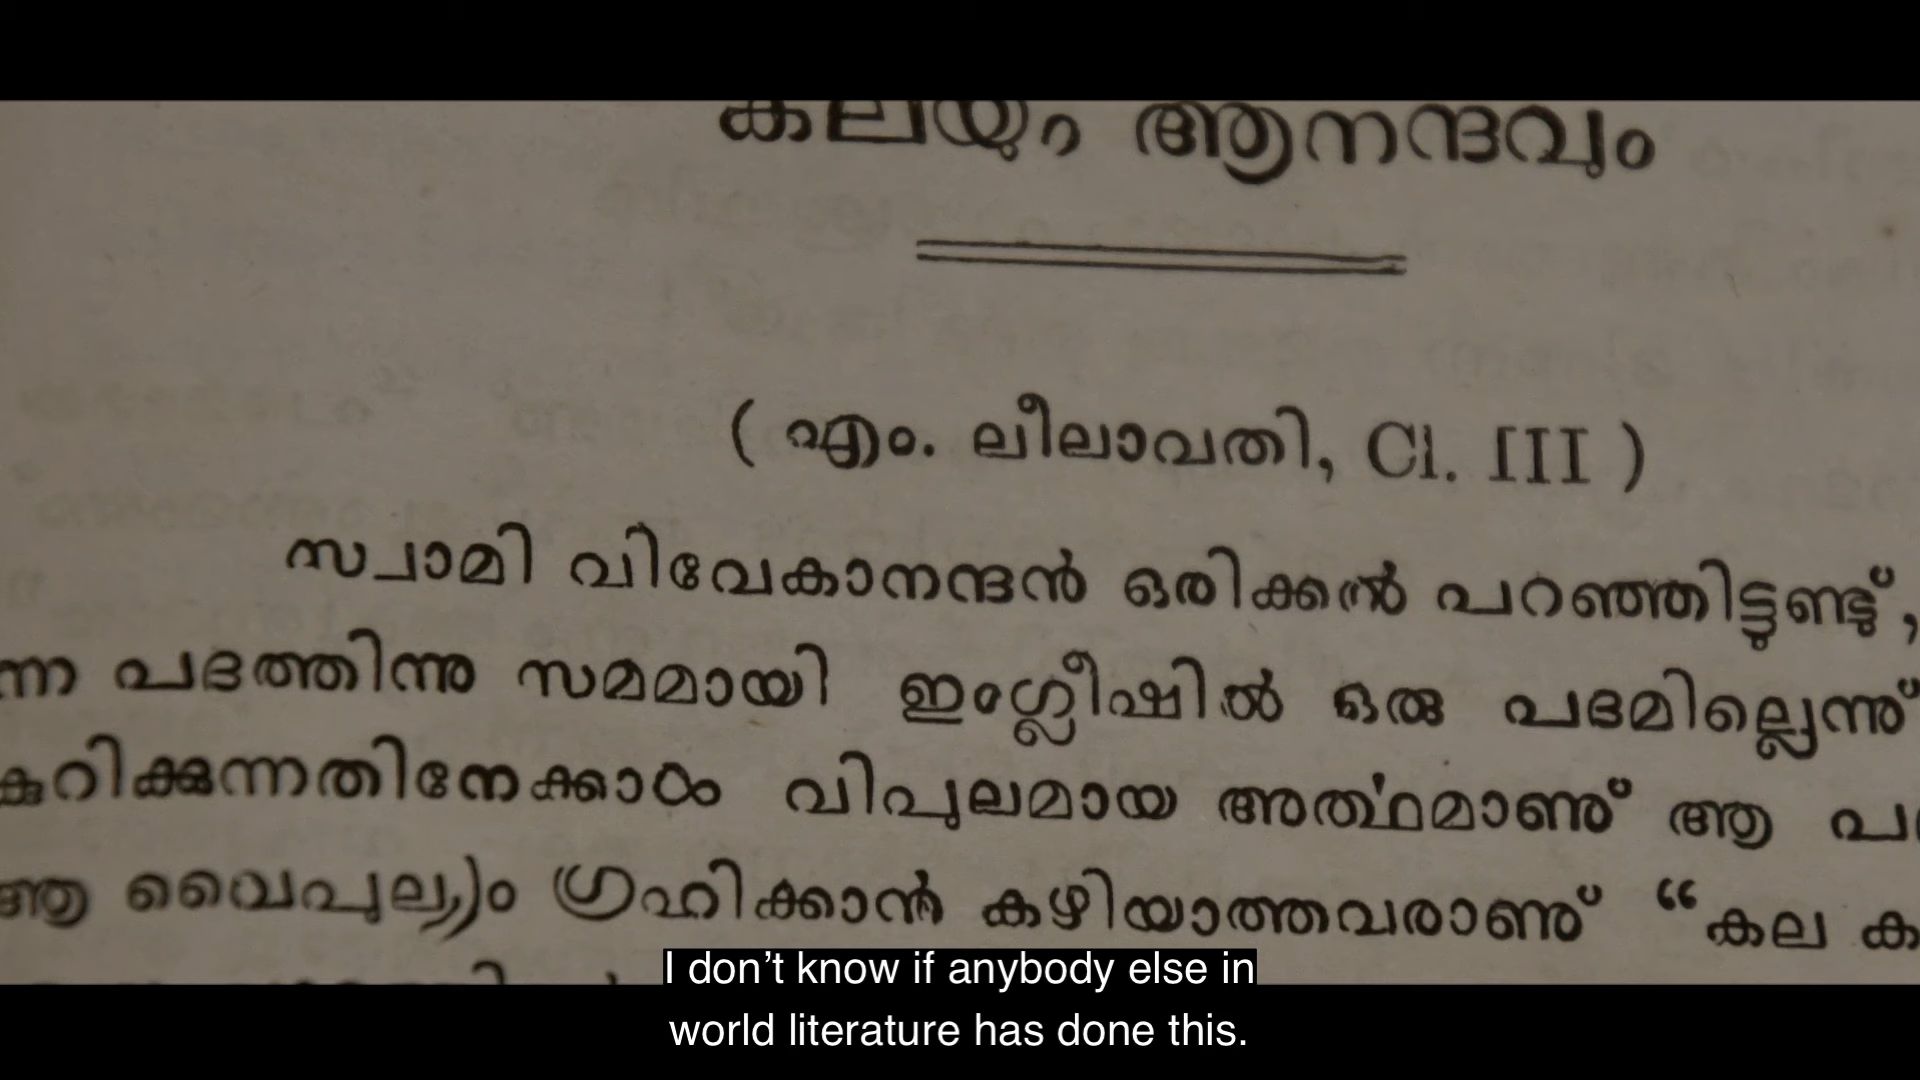 കലയും ആനന്ദവും
( എം. ലീലാവതി, Cl. III )
സ്വാമി വിവേകാനന്ദൻ ഒരിക്കൽ പറഞ്ഞിട്ടുണ്ടു്,
ന്ന പദത്തിന്നു സമമായി ഇംഗ്ലീഷിൽ ഒരു പദമില്ലെന്നു്
കുറിക്കുന്നതിനേക്കാൾ വിപുലമായ അൎത്ഥമാണു് ആ
ആ വൈപുല്യം ഗ്രഹിക്കാൻ കഴിയാത്തവരാണു് “കല ക
I don’t know if anybody else in
world literature has done this.